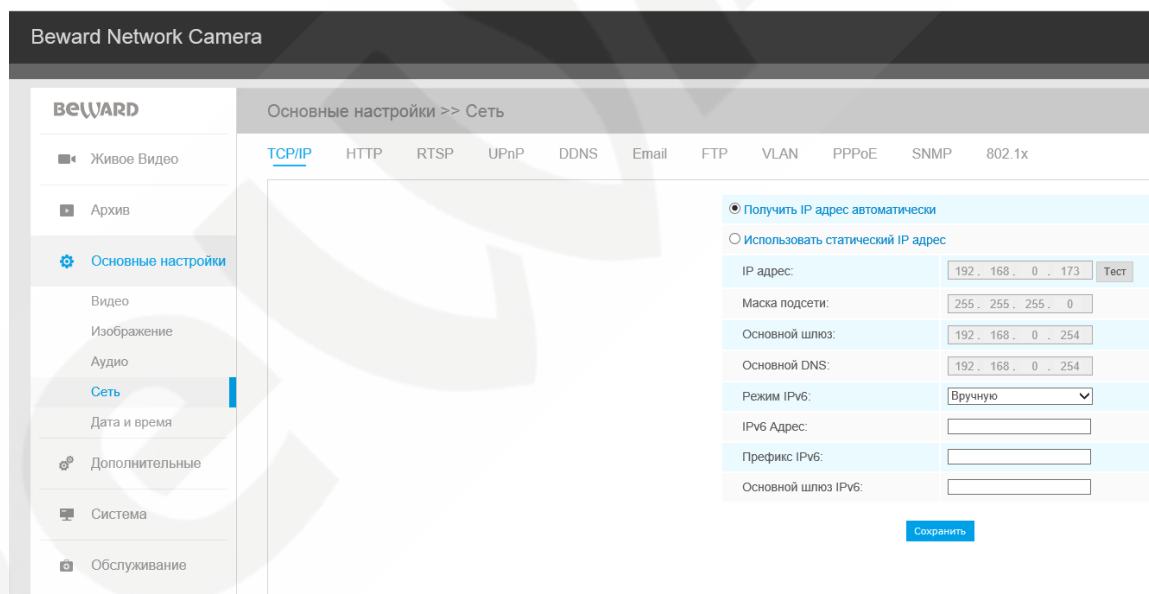 Beward Network Camera
BEWARD
Основные настройки >> Сеть
Живое Видео
Архив
Основные настройки
Видео
Изображение
Аудио
Сеть
Дата и время
Дополнительные
Система
Обслуживание
TCP/IP HTTP RTSP UPnP DDNS Email FTP VLAN PPPoE SNMP 802.1x
Получить IP адрес автоматически
Использовать статический IP адрес
IP адрес: 192. 168. 0 . 173 Тест
Маска подсети: 255. 255. 255. 0
Основной шлюз: 192. 168. 0 . 254
Основной DNS: 192. 168. 0 . 254
Режим IPv6: Вручную
IPv6 Адрес:
Префикс IPv6:
Основной шлюз IPv6:
Сохранить